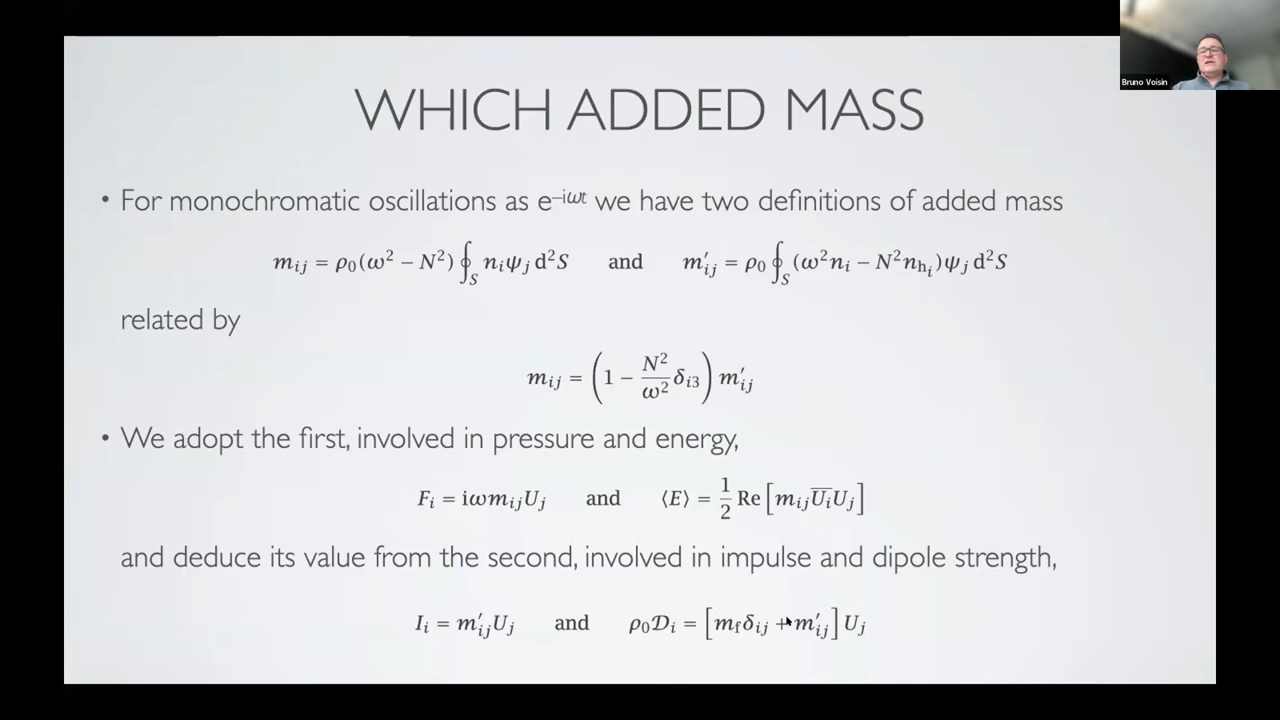 Bruno Voisin
WHICH ADDED MASS
• For monochromatic oscillations as e^{–iωt} we have two definitions of added mass
m_{ij} = ρ_0(ω^2 − N^2) ∮_S n_i ψ_j d^2S and m′_{ij} = ρ_0 ∮_S (ω^2 n_i − N^2 n_{h_i}) ψ_j d^2S
related by
m_{ij} = (1 − \frac{N^2}{ω^2} δ_{i3}) m′_{ij}
• We adopt the first, involved in pressure and energy,
F_i = iω m_{ij} U_j and ⟨E⟩ = \frac{1}{2} Re [m_{ij} \overline{U_i} U_j]
and deduce its value from the second, involved in impulse and dipole strength,
I_i = m′_{ij} U_j and ρ_0 𝒟_i = [m_f δ_{ij} + m′_{ij}] U_j